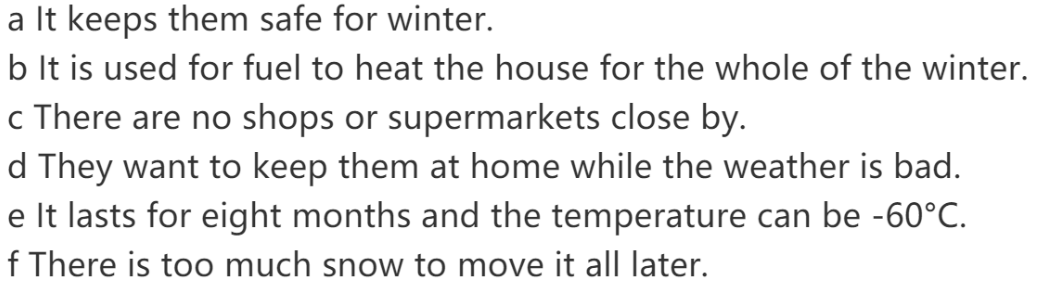 a It keeps them safe for winter.
b It is used for fuel to heat the house for the whole of the winter.
c There are no shops or supermarkets close by.
d They want to keep them at home while the weather is bad.
e It lasts for eight months and the temperature can be -60°C.
f There is too much snow to move it all later.